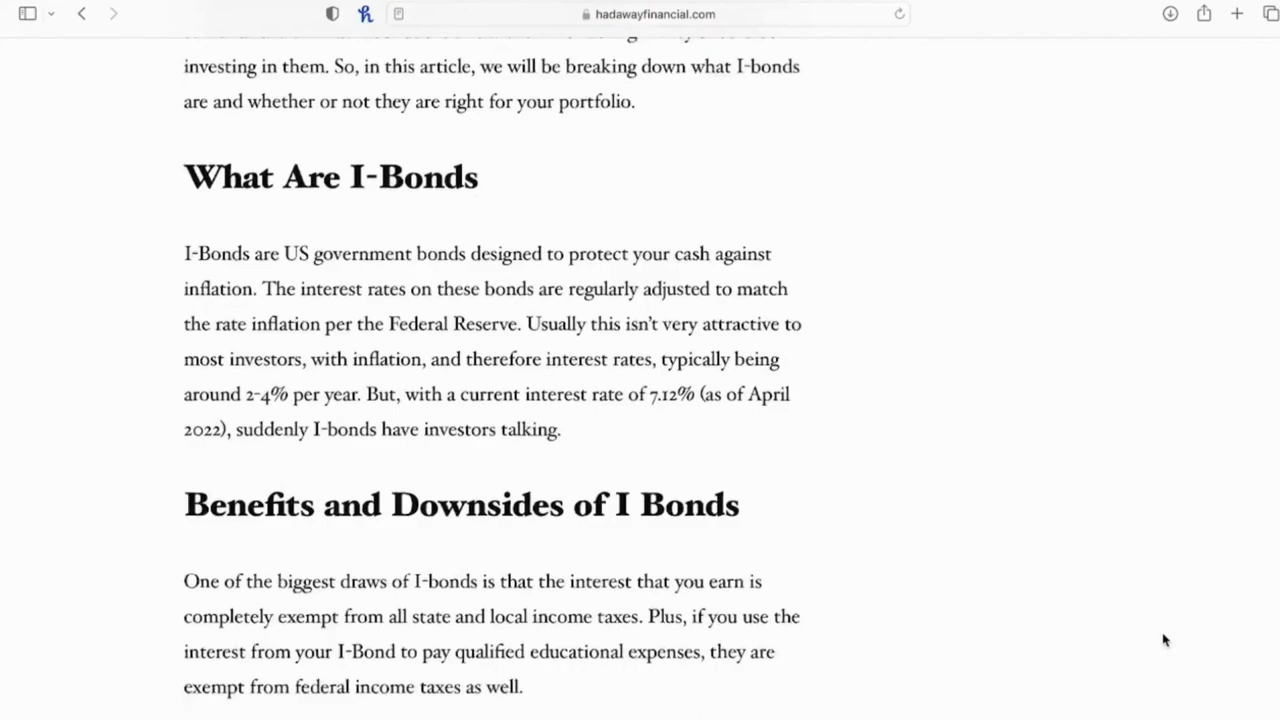 hadawayfinancial.com
investing in them. So, in this article, we will be breaking down what I-bonds
are and whether or not they are right for your portfolio.
What Are I-Bonds
I-Bonds are US government bonds designed to protect your cash against
inflation. The interest rates on these bonds are regularly adjusted to match
the rate inflation per the Federal Reserve. Usually this isn't very attractive to
most investors, with inflation, and therefore interest rates, typically being
around 2-4% per year. But, with a current interest rate of 7.12% (as of April
2022), suddenly I-bonds have investors talking.
Benefits and Downsides of I Bonds
One of the biggest draws of I-bonds is that the interest that you earn is
completely exempt from all state and local income taxes. Plus, if you use the
interest from your I-Bond to pay qualified educational expenses, they are
exempt from federal income taxes as well.